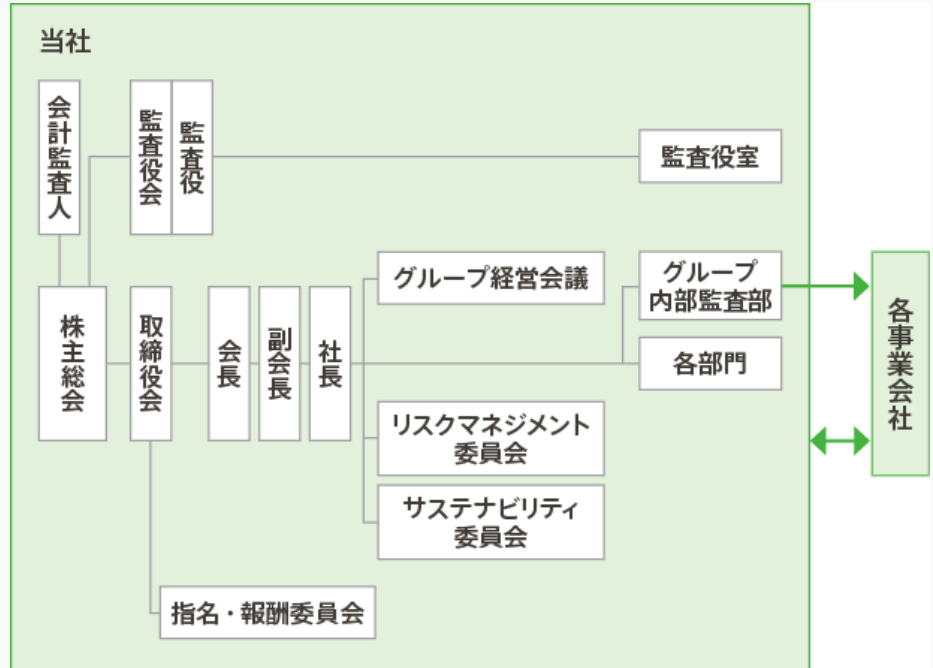 当社
会計監査人
監査役会
監査役
監査役室
株主総会
取締役会
会長
副会長
社長
グループ経営会議
グループ
内部監査部
各部門
リスクマネジメント
委員会
サステナビリティ
委員会
指名・報酬委員会
各事業会社